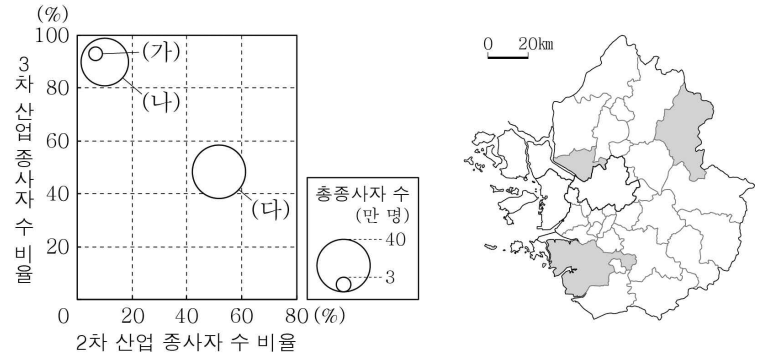 (%)
100
80
60
40
20
0
20
40
60
80(%)
3차 산업 종사자 수 비율
2차 산업 종사자 수 비율
(가)
(나)
(다)
총종사자 수
(만 명)
40
3
0 20km